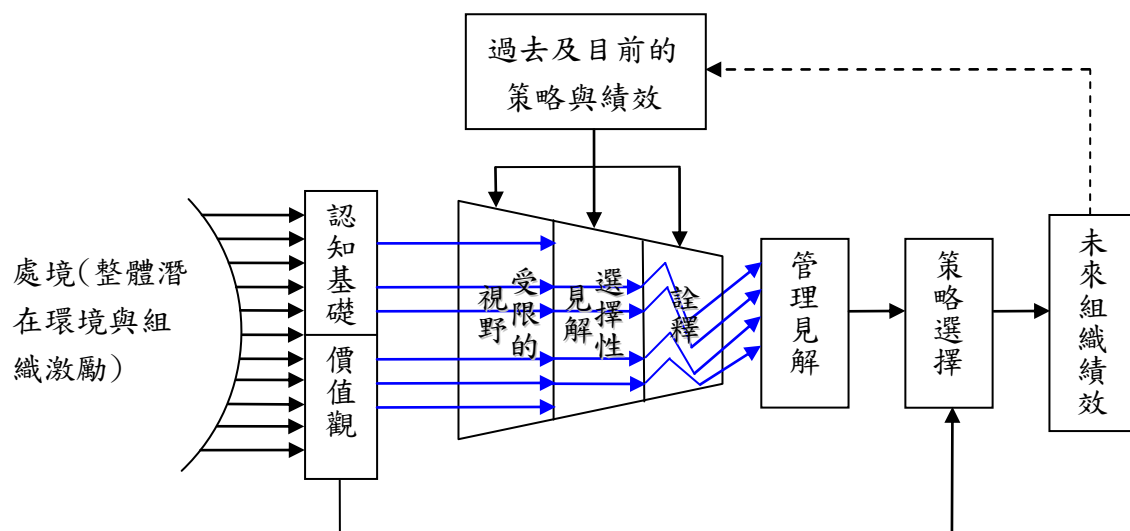 過去及目前的
策略與績效
處境(整體潛
在環境與組
織激勵)
認知基礎
價值觀
受限的
視野
選擇性
見解
詮釋
管理見解
策略選擇
未來組織績效